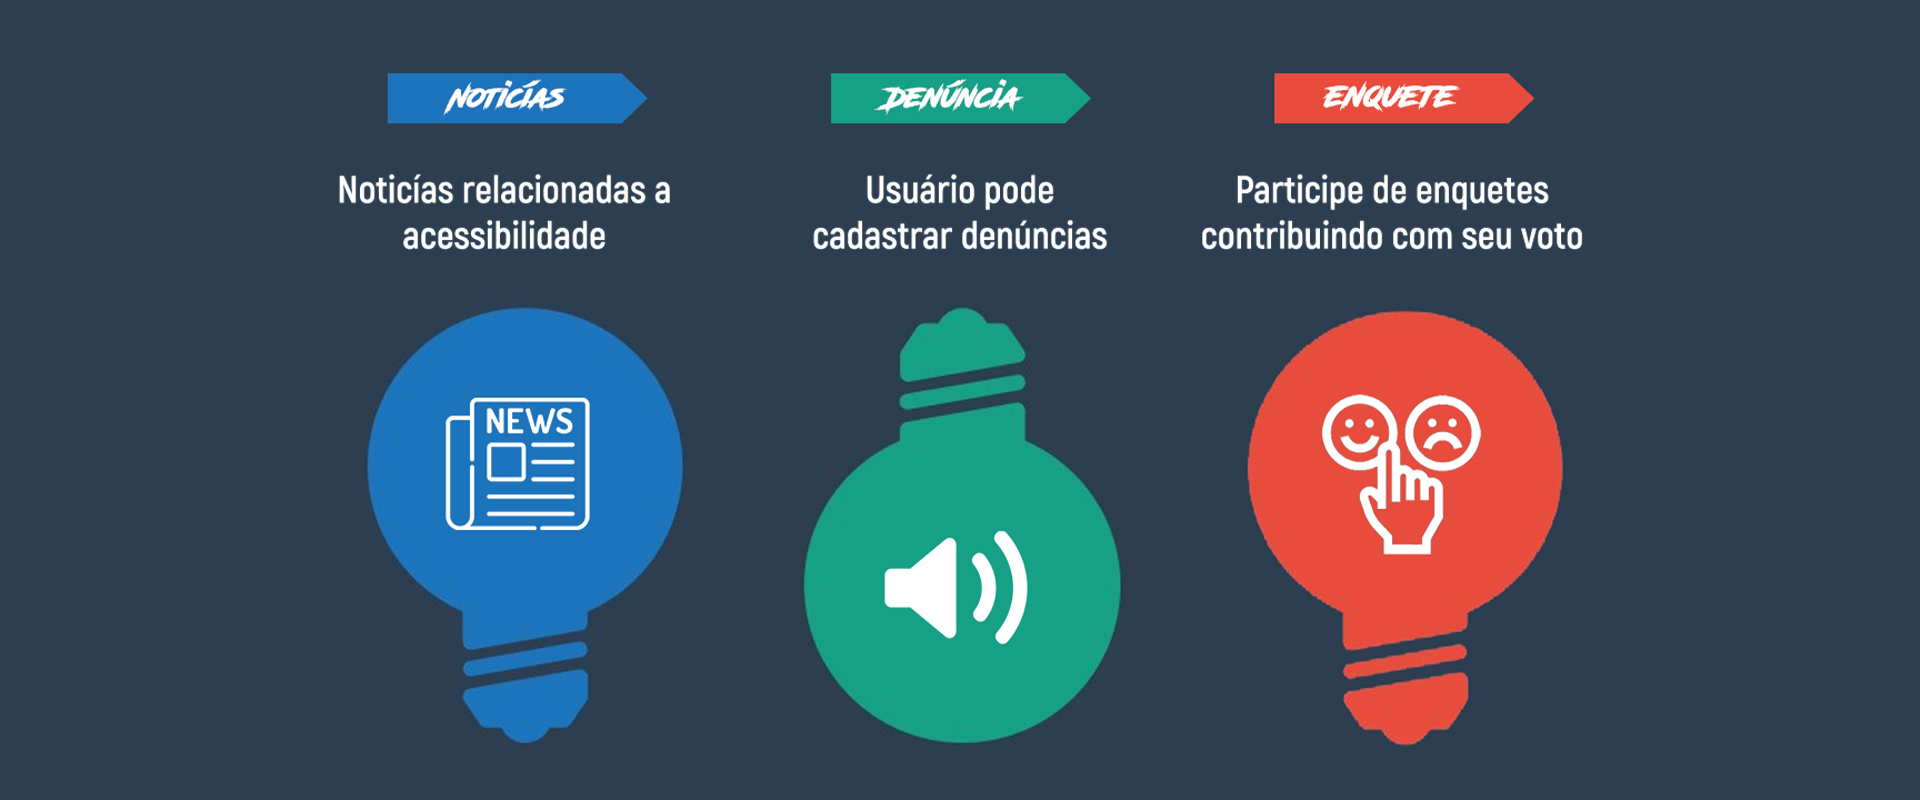 NOTICÍAS
Noticías relacionadas a
acessibilidade
NEWS
DENÚNCIA
Usuário pode
cadastrar denúncias
ENQUETE
Participe de enquetes
contribuindo com seu voto